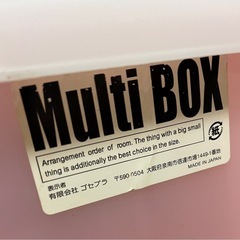 Multi BOX
Arrangement order of room. The thing with a big small
thing is additionally the best choice in the size.
表示者
有限会社 ゴセプラ 〒590-0504 大阪府泉南市信達市場1449-1番地
MADE IN JAPAN
紙